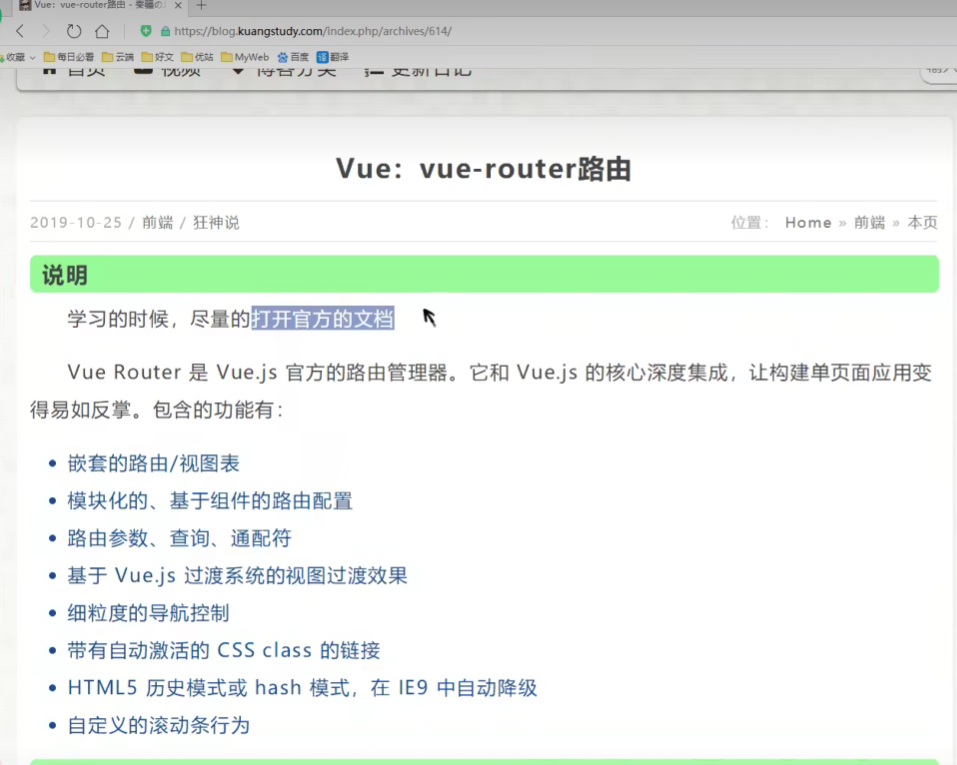 Vue：vue-router路由 - 变强の
https://blog.kuangstudy.com/index.php/archives/614/
收藏 每日必看 云端 好文 优站 MyWeb 百度 翻译
首页 视频 博客分类 更新日记
Vue：vue-router路由
2019-10-25 / 前端 / 狂神说 位置： Home » 前端 » 本页
说明
学习的时候，尽量的打开官方的文档
Vue Router 是 Vue.js 官方的路由管理器。它和 Vue.js 的核心深度集成，让构建单页面应用变
得易如反掌。包含的功能有：
• 嵌套的路由/视图表
• 模块化的、基于组件的路由配置
• 路由参数、查询、通配符
• 基于 Vue.js 过渡系统的视图过渡效果
• 细粒度的导航控制
• 带有自动激活的 CSS class 的链接
• HTML5 历史模式或 hash 模式，在 IE9 中自动降级
• 自定义的滚动条行为